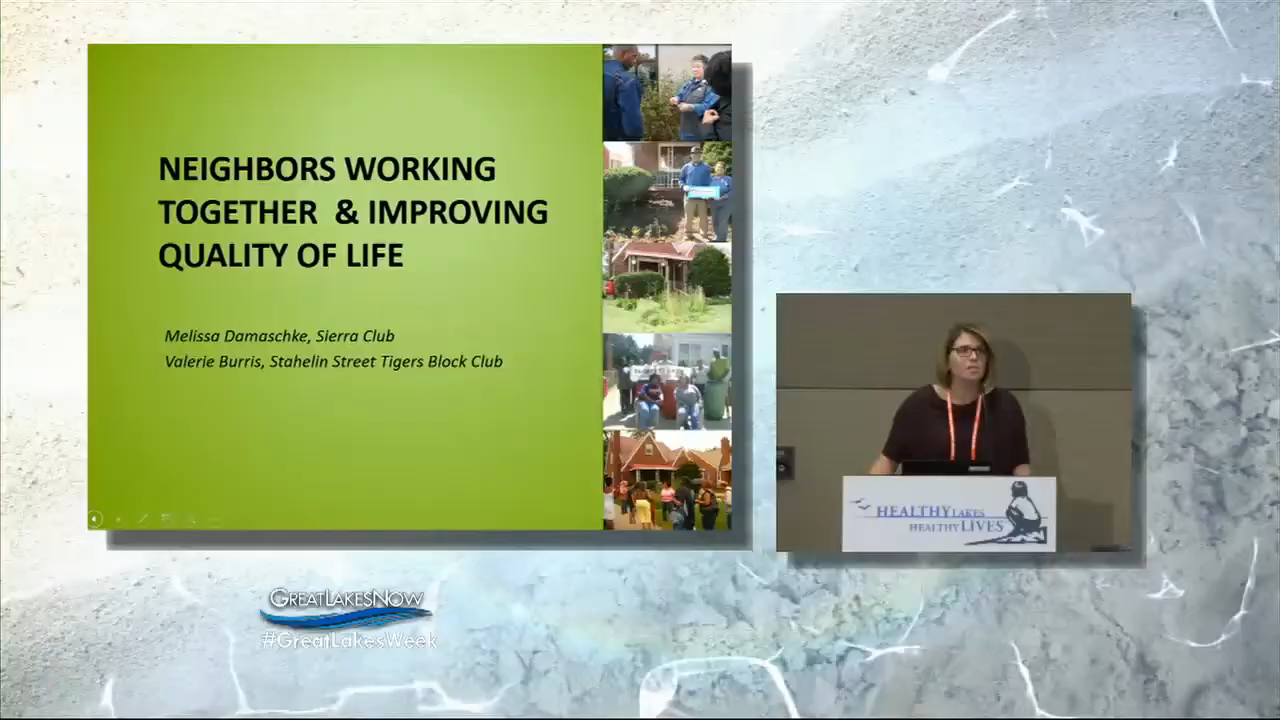 NEIGHBORS WORKING
TOGETHER & IMPROVING
QUALITY OF LIFE
Melissa Damaschke, Sierra Club
Valerie Burris, Stahelin Street Tigers Block Club
HEALTHY LAKES
HEALTHY LIVES
GREATLAKESNOW
#GreatLakesWeek